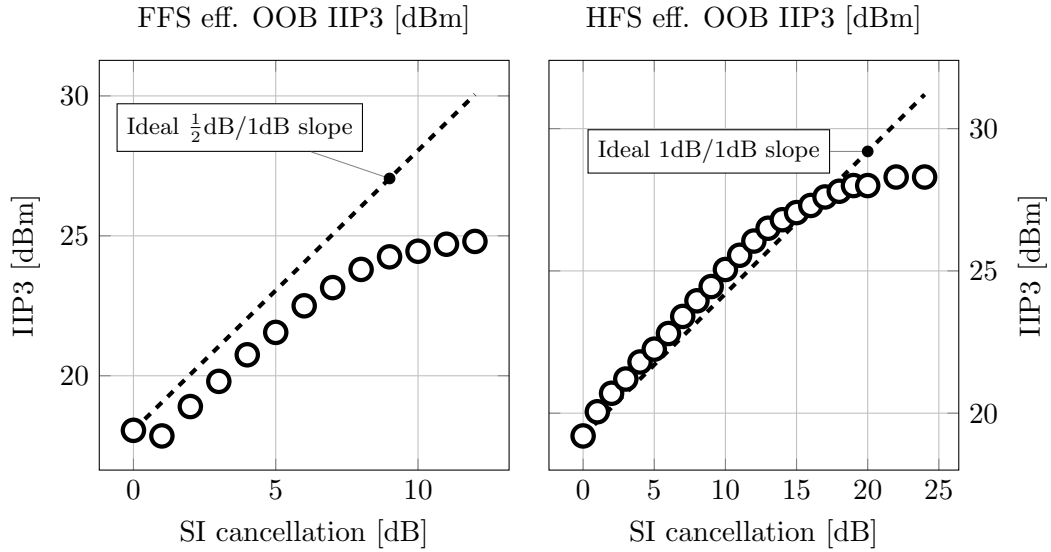 FFS eff. OOB IIP3 [dBm]
HFS eff. OOB IIP3 [dBm]
Ideal 1/2dB/1dB slope
Ideal 1dB/1dB slope
30
25
20
30
25
20
IIP3 [dBm]
IIP3 [dBm]
0 5 10
0 5 10 15 20 25
SI cancellation [dB]
SI cancellation [dB]